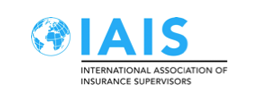 IAIS
INTERNATIONAL ASSOCIATION OF
INSURANCE SUPERVISORS